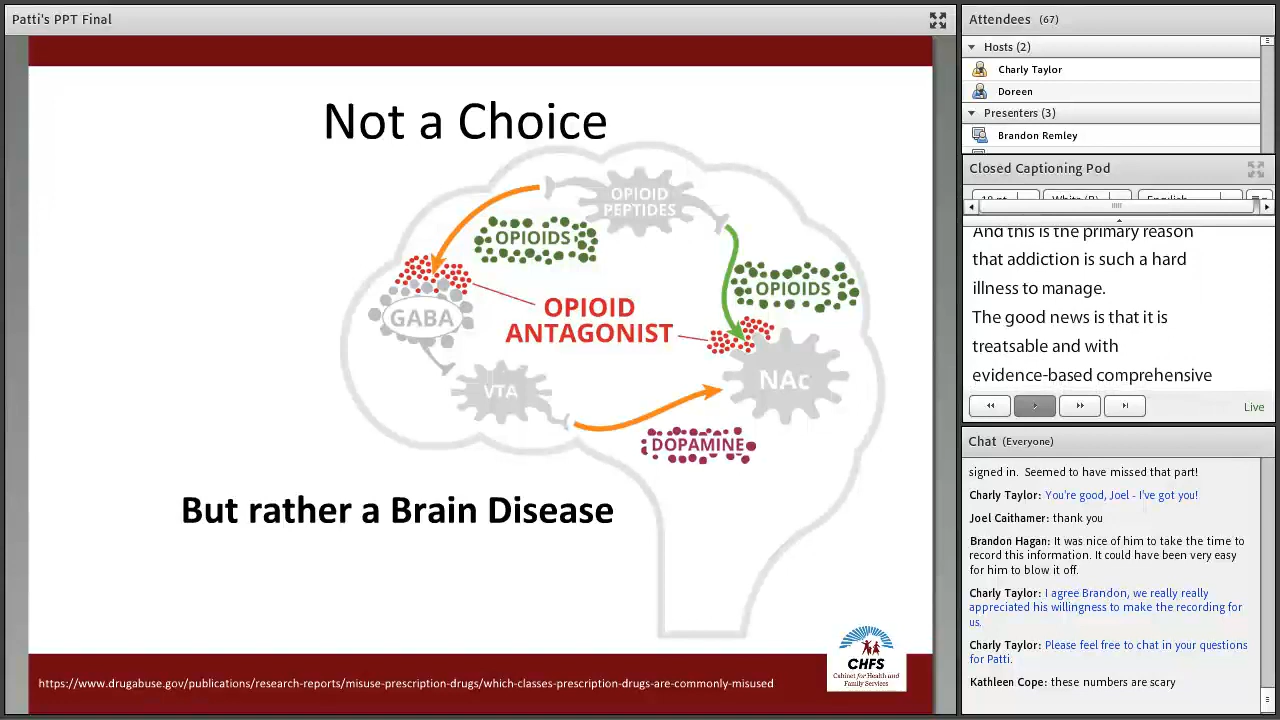 Patti's PPT Final
Not a Choice
OPIOID
PEPTIDES
OPIOIDS
OPIOIDS
GABA
OPIOID
ANTAGONIST
VTA
NAc
DOPAMINE
But rather a Brain Disease
CHFS
Cabinet for Health and
Family Services
https://www.drugabuse.gov/publications/research-reports/misuse-prescription-drugs/which-classes-prescription-drugs-are-commonly-misused
Attendees (67)
Hosts (2)
Charly Taylor
Doreen
Presenters (3)
Brandon Remley
Closed Captioning Pod
And this is the primary reason
that addiction is such a hard
illness to manage.
The good news is that it is
treatsable and with
evidence-based comprehensive
Live
Chat (Everyone)
signed in. Seemed to have missed that part!
Charly Taylor: You're good, Joel - I've got you!
Joel Caithamer: thank you
Brandon Hagan: It was nice of him to take the time to
record this information. It could have been very easy
for him to blow it off.
Charly Taylor: I agree Brandon, we really really
appreciated his willingness to make the recording for
us.
Charly Taylor: Please feel free to chat in your questions
for Patti.
Kathleen Cope: these numbers are scary